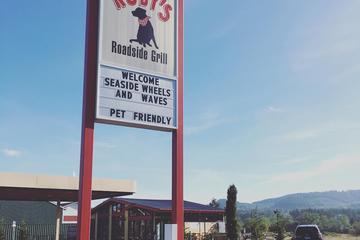 RUBY'S
Roadside Grill
WELCOME
SEASIDE WHEELS
AND WAVES
PET FRIENDLY